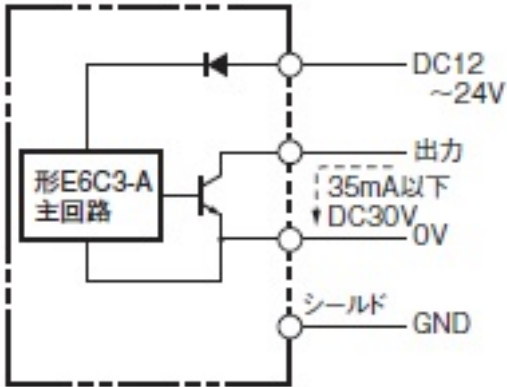 DC12
～24V
出力
形E6C3-A
主回路
35mA以下
DC30V
0V
シールド
GND